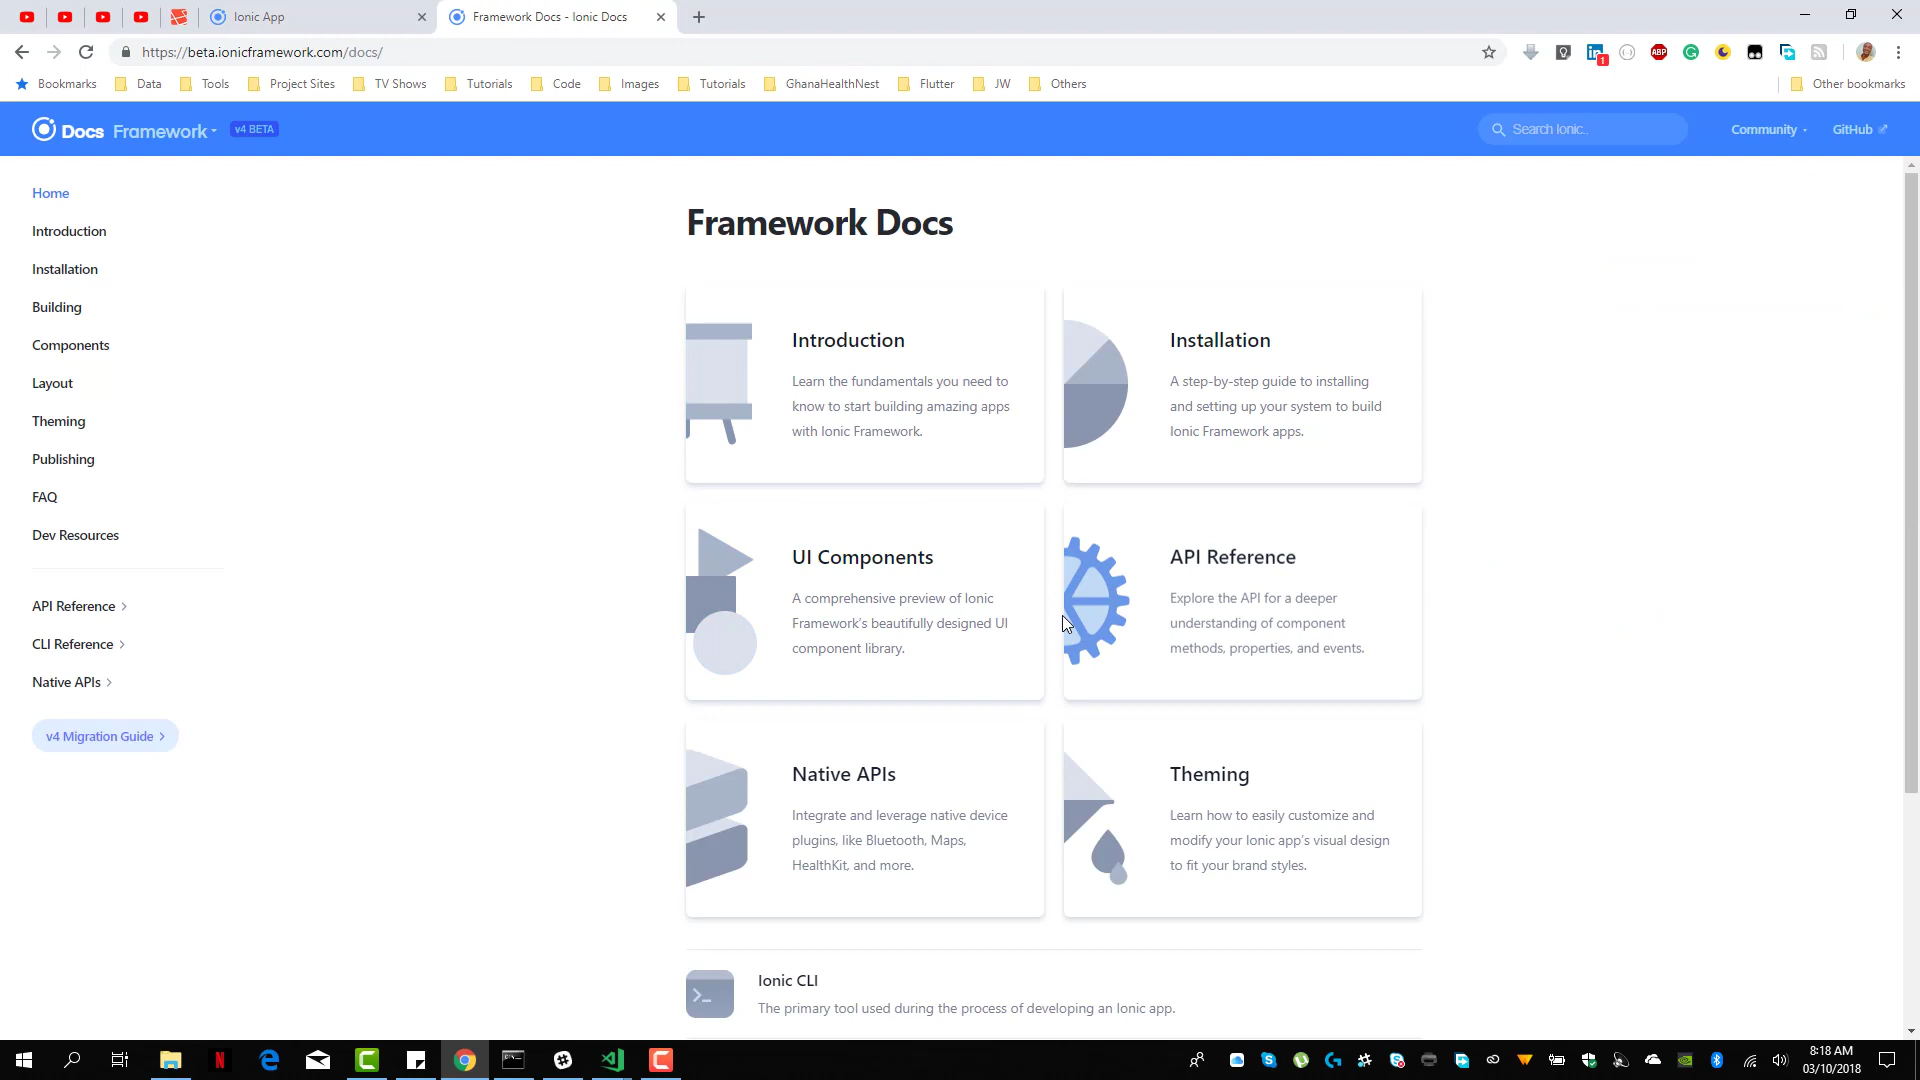 Ionic App
Framework Docs - Ionic Docs
https://beta.ionicframework.com/docs/
1
ABP
Bookmarks
Data
Tools
Project Sites
TV Shows
Tutorials
Code
Images
Tutorials
GhanaHealthNest
Flutter
JW
Others
Other bookmarks
Docs Framework
v4 BETA
Search Ionic..
Community
GitHub
Home
Introduction
Installation
Building
Components
Layout
Theming
Publishing
FAQ
Dev Resources
API Reference
CLI Reference
Native APIs
v4 Migration Guide
Framework Docs
Introduction
Learn the fundamentals you need to
know to start building amazing apps
with Ionic Framework.
Installation
A step-by-step guide to installing
and setting up your system to build
Ionic Framework apps.
UI Components
A comprehensive preview of Ionic
Framework's beautifully designed UI
component library.
API Reference
Explore the API for a deeper
understanding of component
methods, properties, and events.
Native APIs
Integrate and leverage native device
plugins, like Bluetooth, Maps,
HealthKit, and more.
Theming
Learn how to easily customize and
modify your Ionic app's visual design
to fit your brand styles.
Ionic CLI
The primary tool used during the process of developing an Ionic app.
8:18 AM
03/10/2018